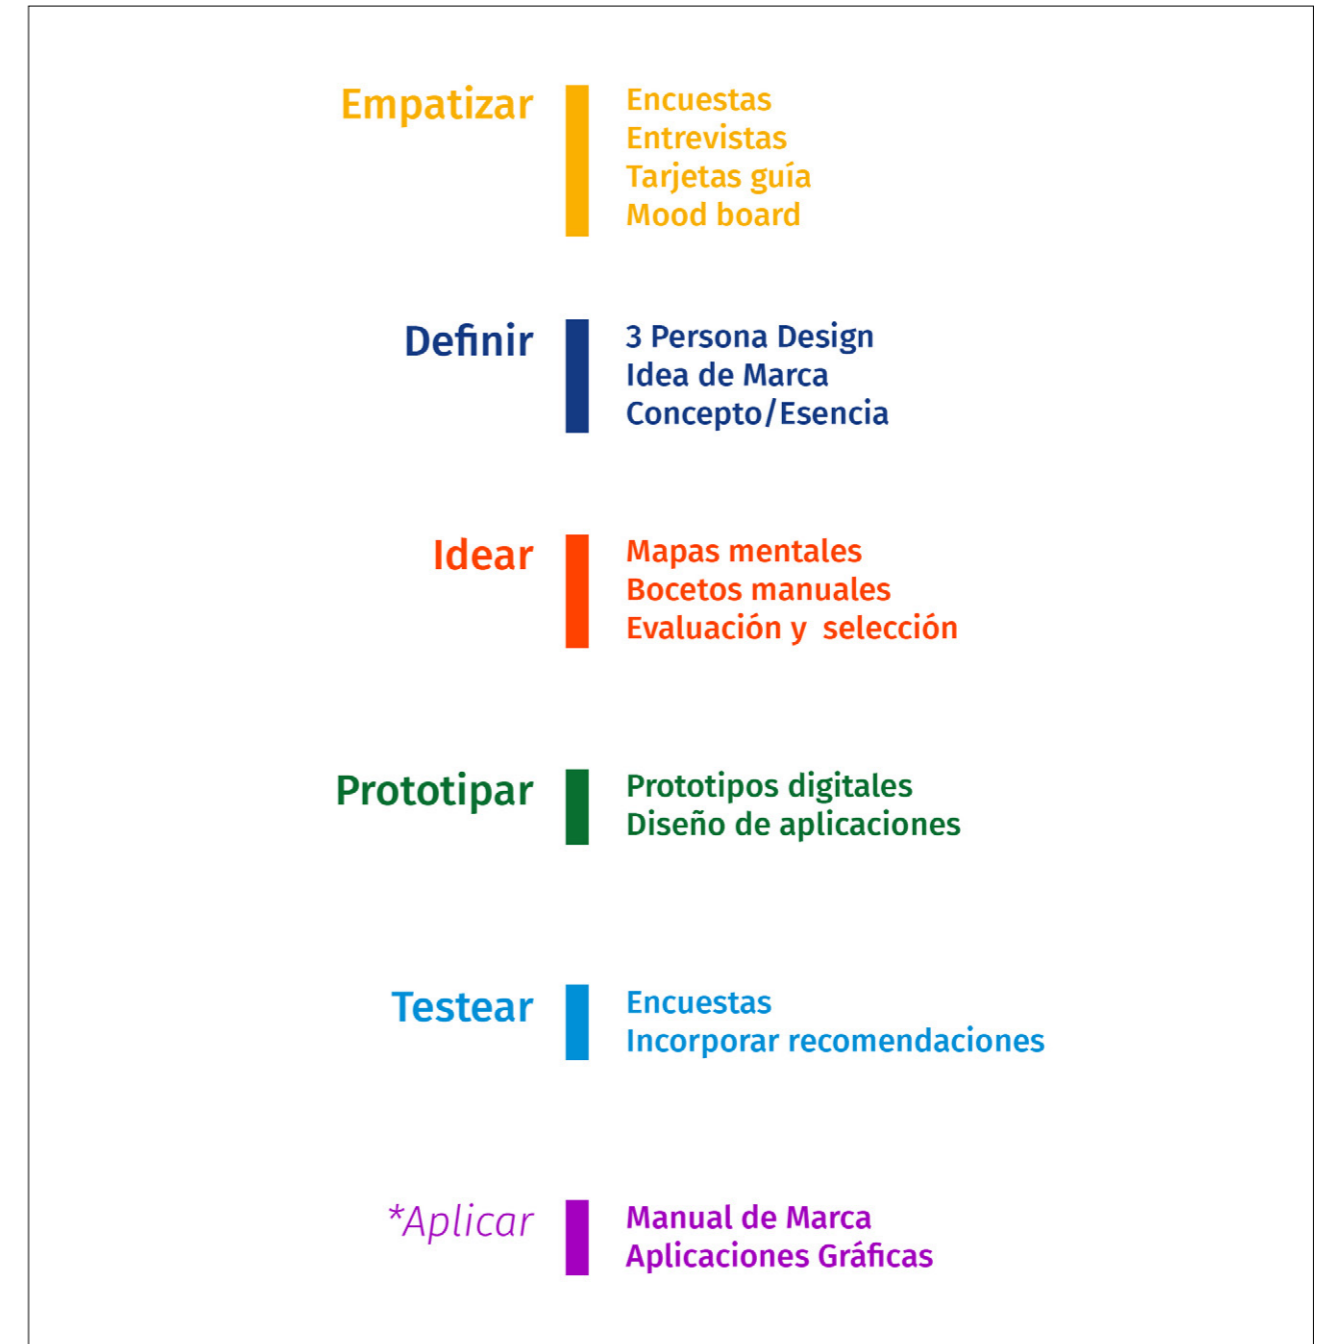 Empatizar
Encuestas
Entrevistas
Tarjetas guía
Mood board
Definir
3 Persona Design
Idea de Marca
Concepto/Esencia
Idear
Mapas mentales
Bocetos manuales
Evaluación y  selección
Prototipar
Prototipos digitales
Diseño de aplicaciones
Testear
Encuestas
Incorporar recomendaciones
*Aplicar
Manual de Marca
Aplicaciones Gráficas